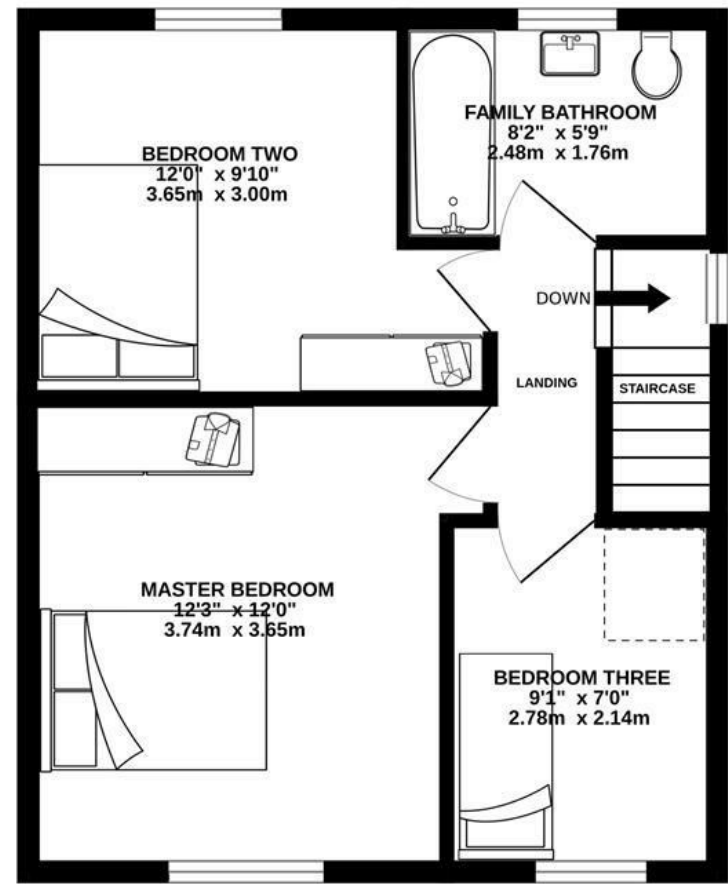 FAMILY BATHROOM
8'2" x 5'9"
2.48m x 1.76m
BEDROOM TWO
12'0" x 9'10"
3.65m x 3.00m
DOWN
LANDING
STAIRCASE
MASTER BEDROOM
12'3" x 12'0"
3.74m x 3.65m
BEDROOM THREE
9'1" x 7'0"
2.78m x 2.14m